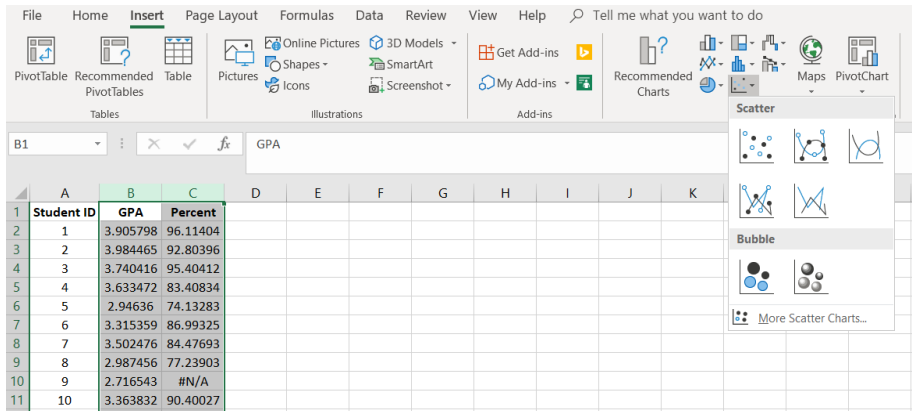 File Home Insert Page Layout Formulas Data Review View Help Tell me what you want to do
PivotTable Recommended PivotTables Table
Tables
Pictures Online Pictures 3D Models
Shapes SmartArt
Icons Screenshot
Illustrations
Get Add-ins
My Add-ins
Add-ins
Recommended Charts
Maps PivotChart
Scatter
Bubble
More Scatter Charts...
B1 fx GPA
A B C D E F G H I J K
1 Student ID GPA Percent
2 1 3.905798 96.11404
3 2 3.984465 92.80396
4 3 3.740416 95.40412
5 4 3.633472 83.40834
6 5 2.94636 74.13283
7 6 3.315359 86.99325
8 7 3.502476 84.47693
9 8 2.987456 77.23903
10 9 2.716543 #N/A
11 10 3.363832 90.40027